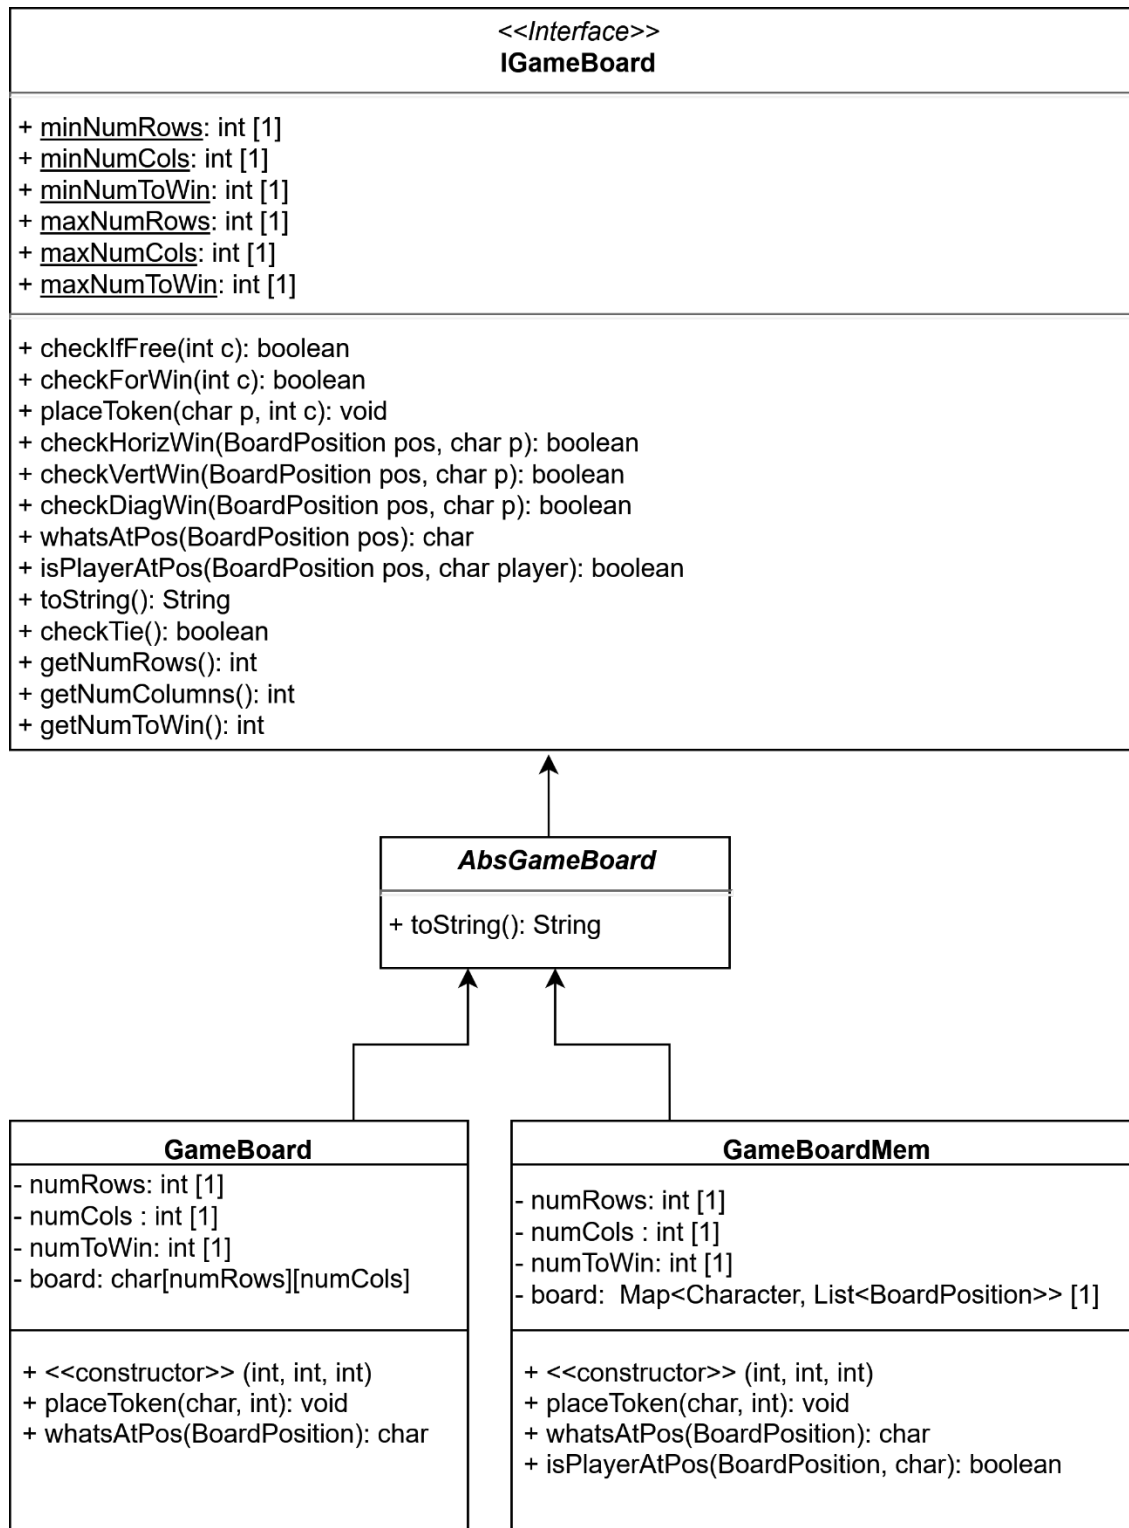 <<Interface>>
IGameBoard
+ minNumRows: int [1]
+ minNumCols: int [1]
+ minNumToWin: int [1]
+ maxNumRows: int [1]
+ maxNumCols: int [1]
+ maxNumToWin: int [1]
+ checkIfFree(int c): boolean
+ checkForWin(int c): boolean
+ placeToken(char p, int c): void
+ checkHorizWin(BoardPosition pos, char p): boolean
+ checkVertWin(BoardPosition pos, char p): boolean
+ checkDiagWin(BoardPosition pos, char p): boolean
+ whatsAtPos(BoardPosition pos): char
+ isPlayerAtPos(BoardPosition pos, char player): boolean
+ toString(): String
+ checkTie(): boolean
+ getNumRows(): int
+ getNumColumns(): int
+ getNumToWin(): int
AbsGameBoard
+ toString(): String
GameBoard
- numRows: int [1]
- numCols : int [1]
- numToWin: int [1]
- board: char[numRows][numCols]
+ <<constructor>> (int, int, int)
+ placeToken(char, int): void
+ whatsAtPos(BoardPosition): char
GameBoardMem
- numRows: int [1]
- numCols : int [1]
- numToWin: int [1]
- board:  Map<Character, List<BoardPosition>> [1]
+ <<constructor>> (int, int, int)
+ placeToken(char, int): void
+ whatsAtPos(BoardPosition): char
+ isPlayerAtPos(BoardPosition, char): boolean